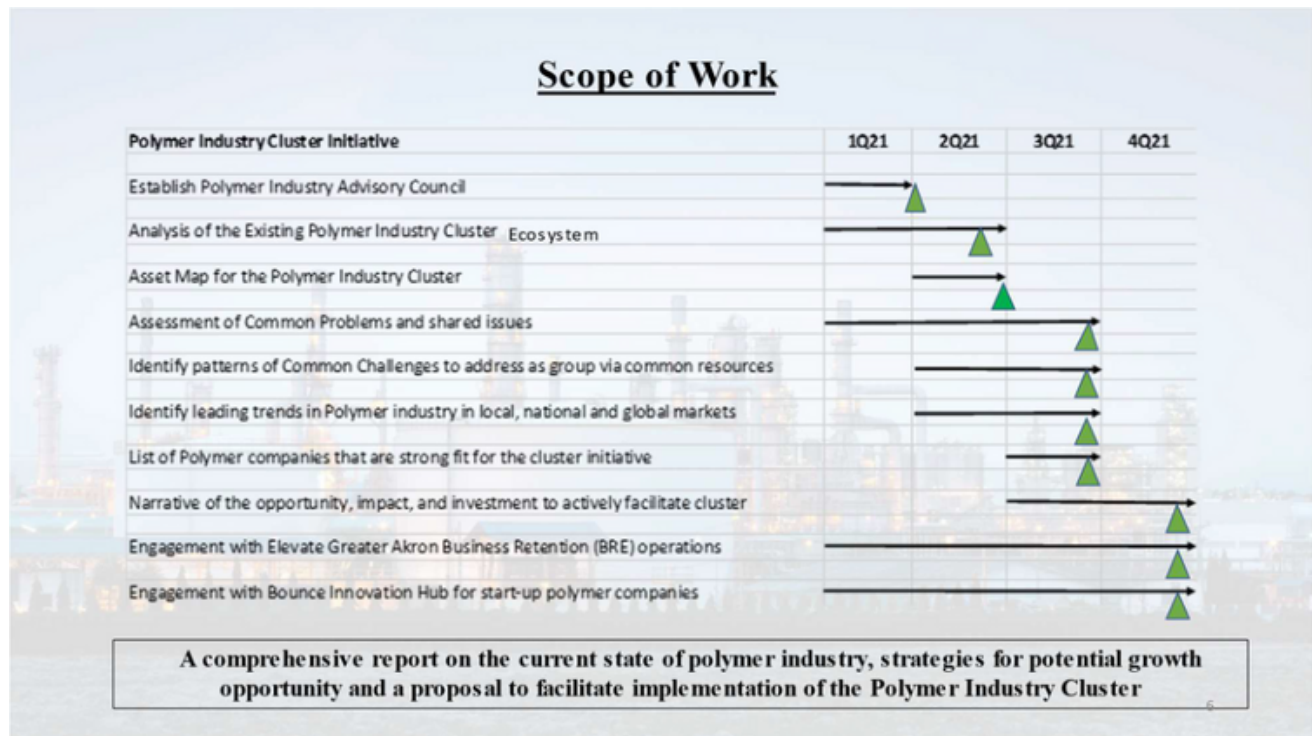 Scope of Work
Polymer Industry Cluster Initiative 1Q21 2Q21 3Q21 4Q21
Establish Polymer Industry Advisory Council
Analysis of the Existing Polymer Industry Cluster Ecosystem
Asset Map for the Polymer Industry Cluster
Assessment of Common Problems and shared issues
Identify patterns of Common Challenges to address as group via common resources
Identify leading trends in Polymer industry in local, national and global markets
List of Polymer companies that are strong fit for the cluster initiative
Narrative of the opportunity, impact, and investment to actively facilitate cluster
Engagement with Elevate Greater Akron Business Retention (BRE) operations
Engagement with Bounce Innovation Hub for start-up polymer companies
A comprehensive report on the current state of polymer industry, strategies for potential growth
opportunity and a proposal to facilitate implementation of the Polymer Industry Cluster
6